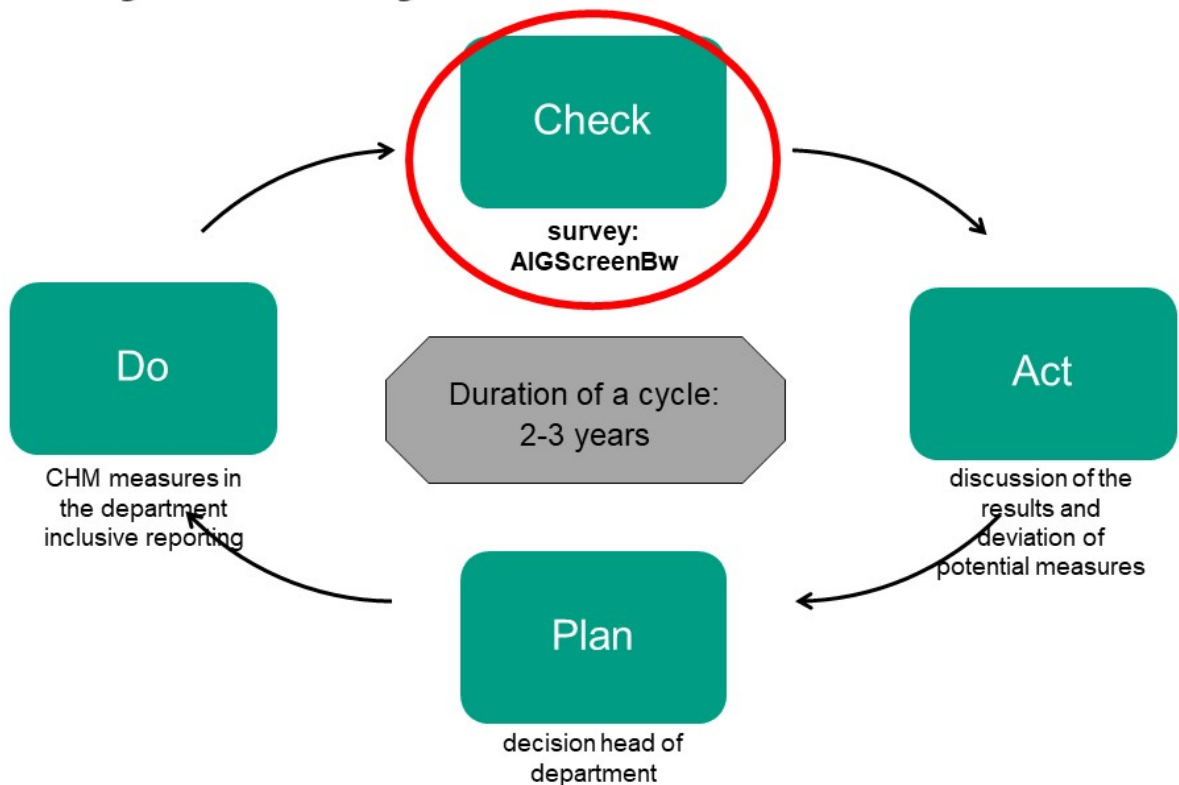 Check
survey:
AIGScreenBw
Do
CHM measures in
the department
inclusive reporting
Duration of a cycle:
2-3 years
Act
discussion of the
results and
deviation of
potential measures
Plan
decision head of
department